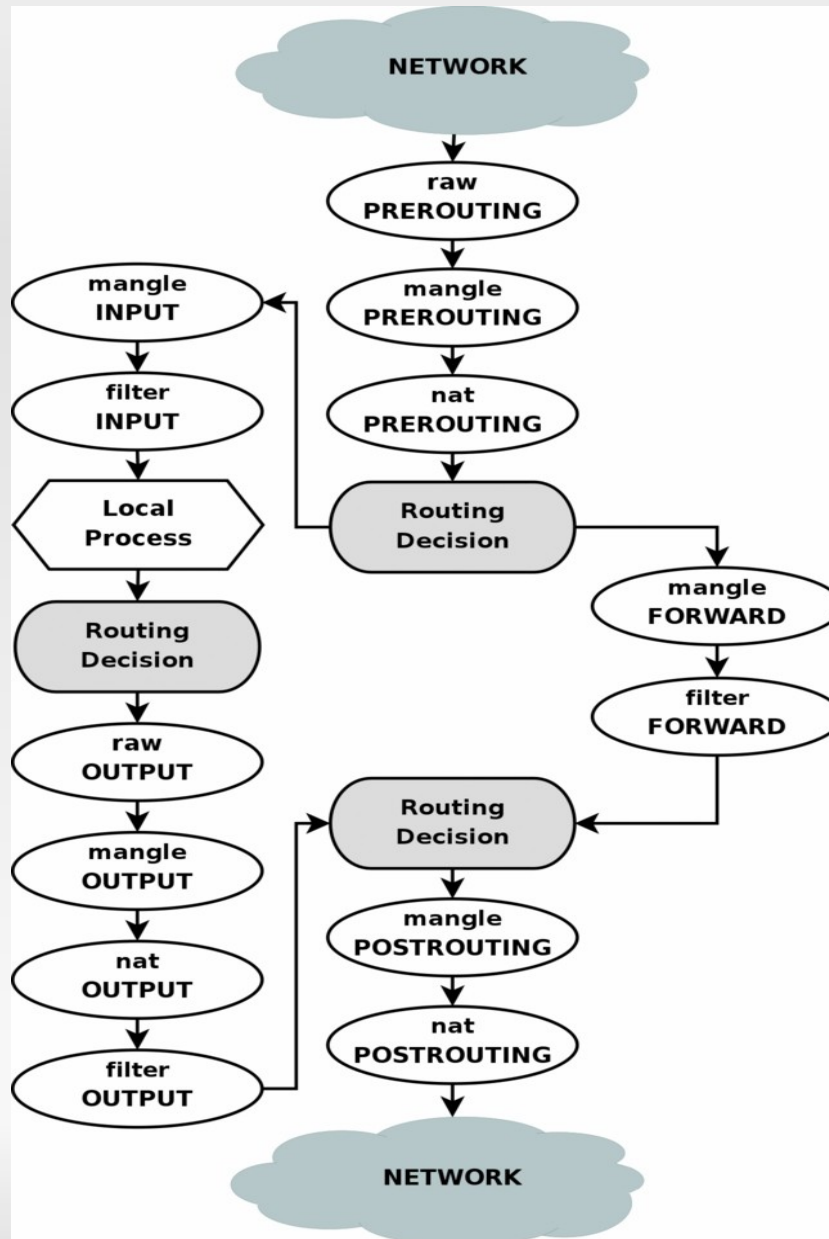 NETWORK
raw
PREROUTING
mangle
PREROUTING
nat
PREROUTING
Routing
Decision
mangle
INPUT
filter
INPUT
Local
Process
Routing
Decision
raw
OUTPUT
mangle
OUTPUT
nat
OUTPUT
filter
OUTPUT
mangle
FORWARD
filter
FORWARD
Routing
Decision
mangle
POSTROUTING
nat
POSTROUTING
NETWORK